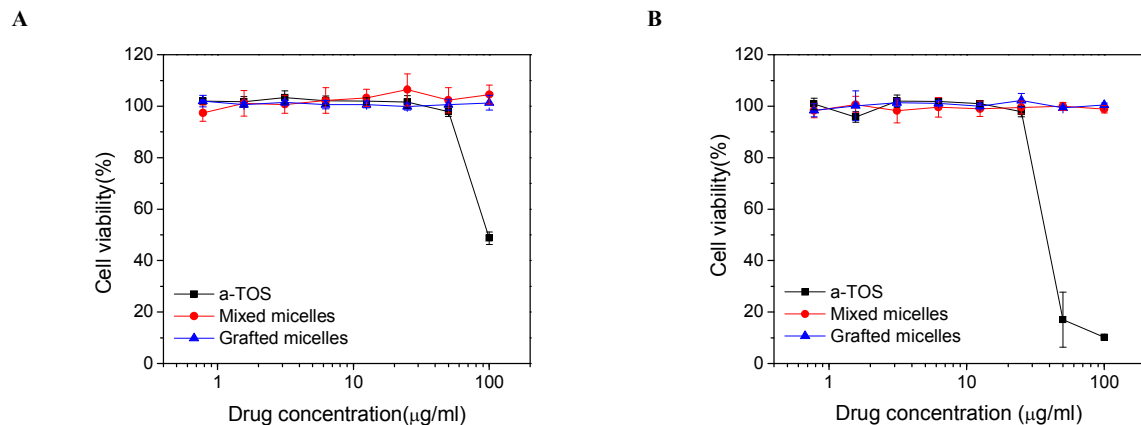 A
120
100
80
60
40
20
0
Cell viability(%)
a-TOS
Mixed micelles
Grafted micelles
1
10
100
Drug concentration(μg/ml)
B
120
100
80
60
40
20
0
Cell viability(%)
a-TOS
Mixed micelles
Grafted micelles
1
10
100
Drug concentration (μg/ml)